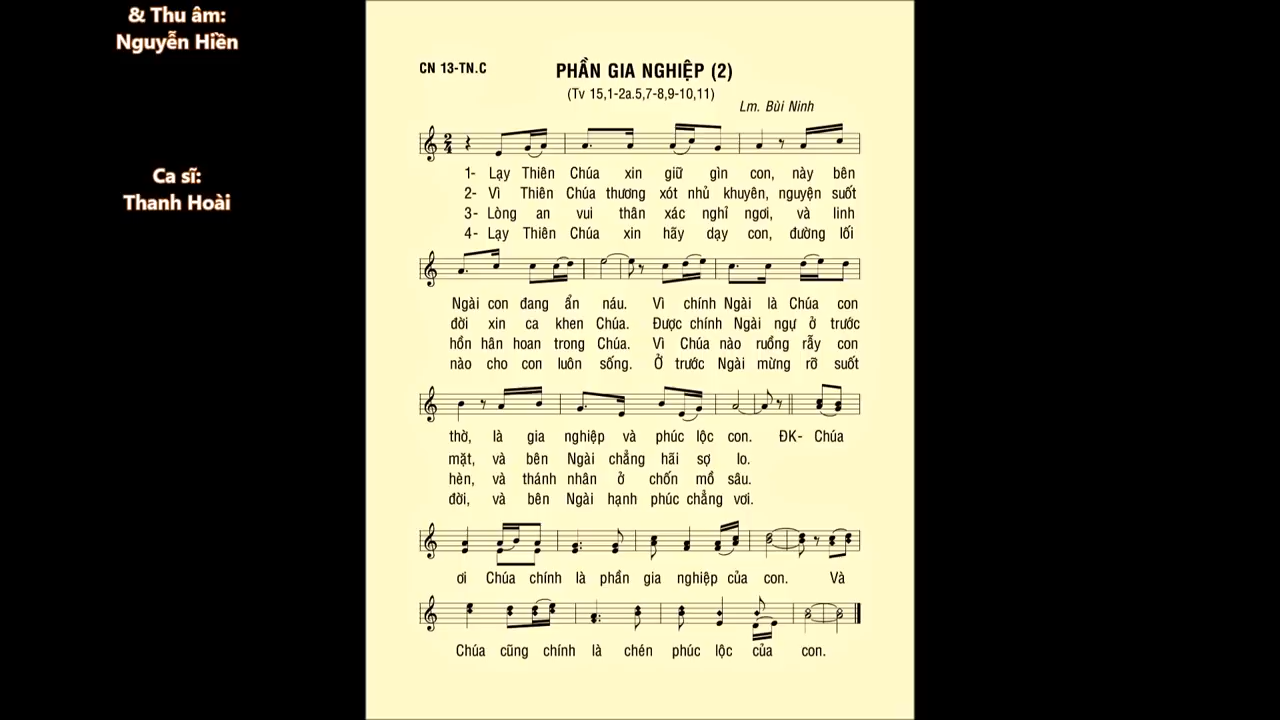 & Thu âm:
Nguyễn Hiền
Ca sĩ:
Thanh Hoài
CN 13-TN.C
PHẦN GIA NGHIỆP (2)
(Tv 15,1-2a.5,7-8,9-10,11)
Lm. Bùi Ninh
1- Lạy Thiên Chúa xin giữ gìn con, này bên
2- Vì Thiên Chúa thương xót nhủ khuyên, nguyện suốt
3- Lòng an vui thân xác nghỉ ngơi, và linh
4- Lạy Thiên Chúa xin hãy dạy con, đường lối
Ngài con đang ẩn náu. Vì chính Ngài là Chúa con
đời xin ca khen Chúa. Được chính Ngài ngự ở trước
hồn hân hoan trong Chúa. Vì Chúa nào ruồng rẫy con
nào cho con luôn sống. Ở trước Ngài mừng rỡ suốt
thờ, là gia nghiệp và phúc lộc con. ĐK- Chúa
mặt, và bên Ngài chẳng hãi sợ lo.
hèn, và thánh nhân ở chốn mồ sâu.
đời, và bên Ngài hạnh phúc chẳng vơi.
ơi Chúa chính là phần gia nghiệp của con. Và
Chúa cũng chính là chén phúc lộc của con.